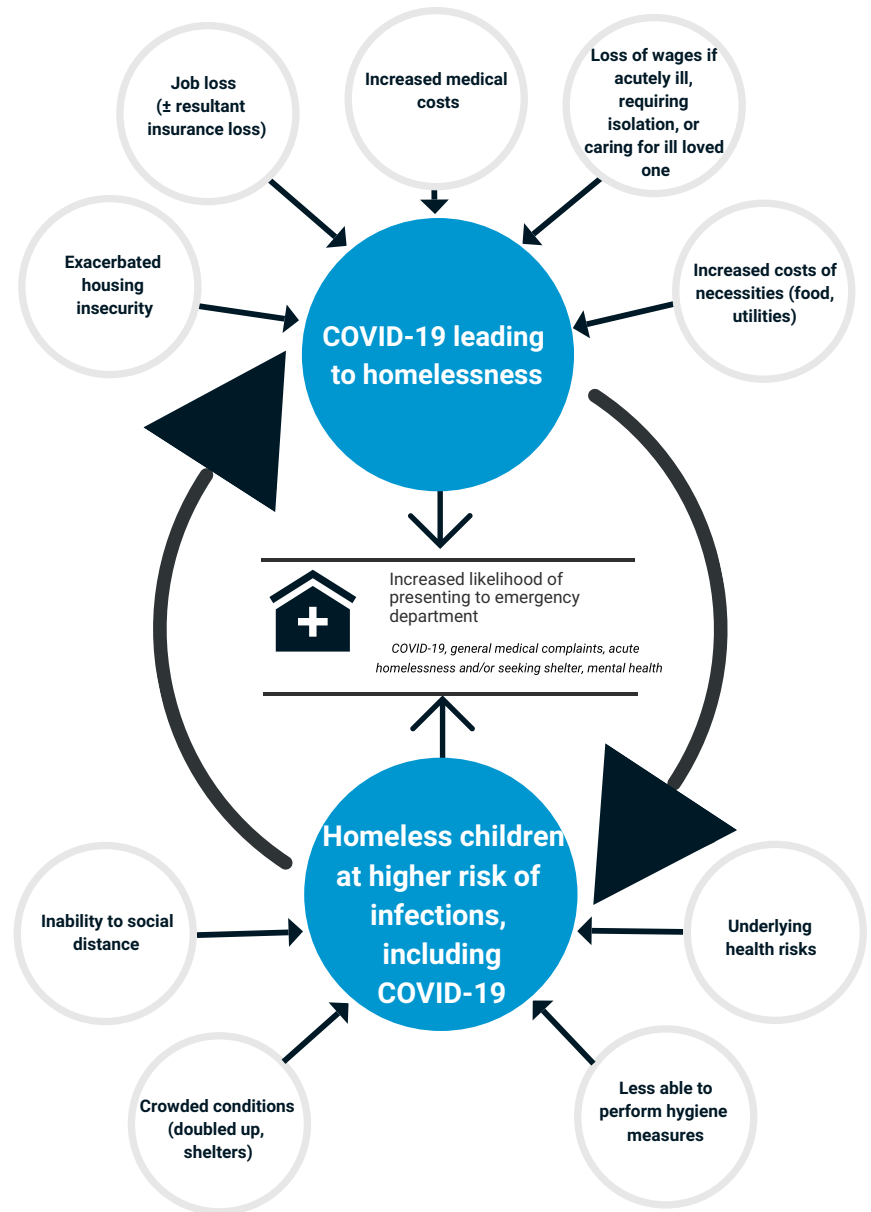 Job loss
(± resultant
insurance loss)
Increased medical
costs
Loss of wages if
acutely ill,
requiring
isolation, or
caring for ill loved
one
Exacerbated
housing
insecurity
Increased costs of
necessities (food,
utilities)
COVID-19 leading
to homelessness
Increased likelihood of
presenting to emergency
department
COVID-19, general medical complaints, acute
homelessness and/or seeking shelter, mental health
Homeless children
at higher risk of
infections,
including
COVID-19
Inability to social
distance
Underlying
health risks
Crowded conditions
(doubled up,
shelters)
Less able to
perform hygiene
measures